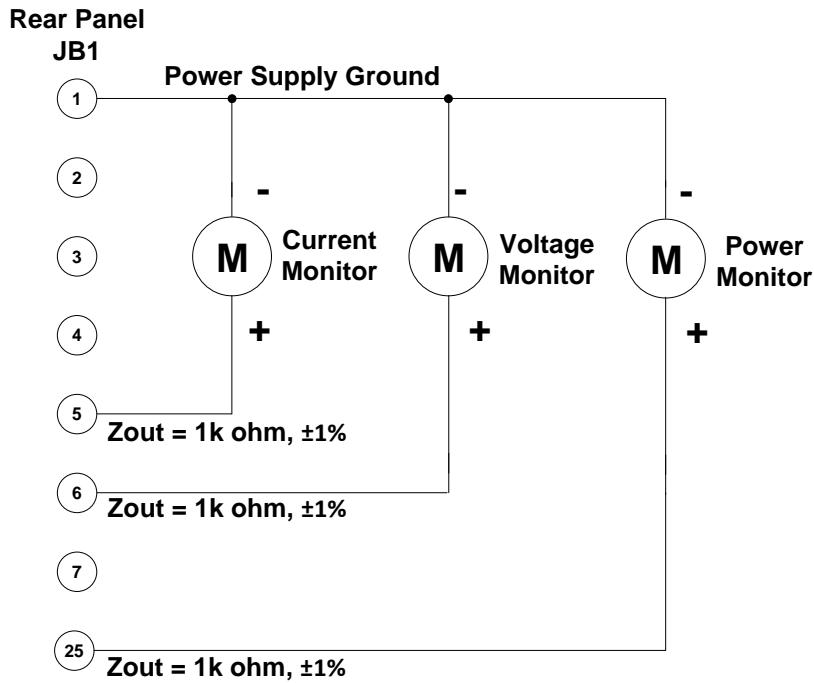 Rear Panel
JB1
Power Supply Ground
1
2
-
-
-
3
M
Current
Monitor
M
Voltage
Monitor
M
Power
Monitor
4
+
+
+
5
Zout = 1k ohm, ±1%
6
Zout = 1k ohm, ±1%
7
25
Zout = 1k ohm, ±1%